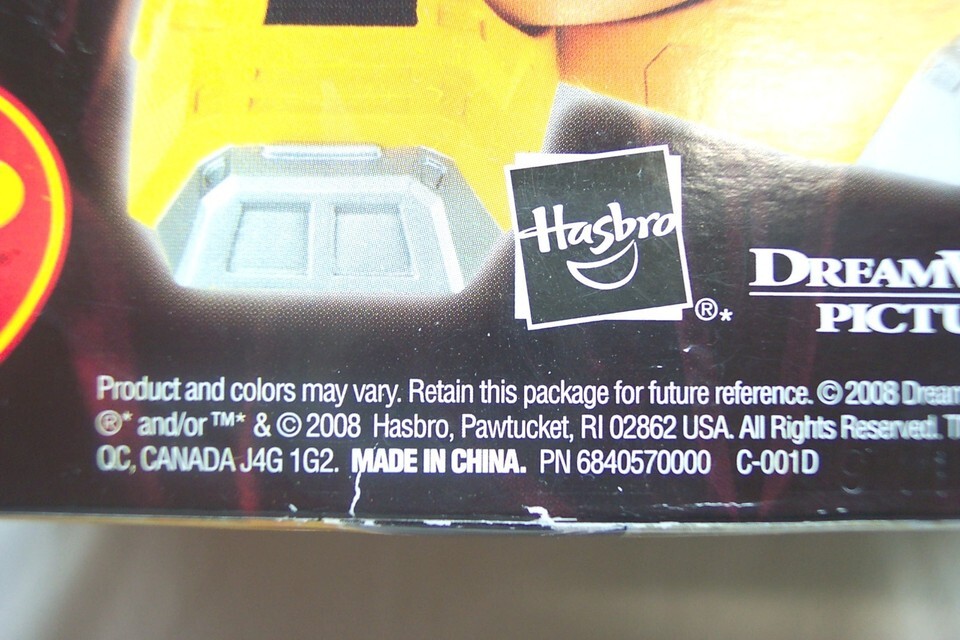 Hasbro
®*
DREAMW
PICTU
Product and colors may vary. Retain this package for future reference. © 2008 Dream
®* and/or ™* & © 2008 Hasbro, Pawtucket, RI 02862 USA. All Rights Reserved. T
QC, CANADA J4G 1G2. MADE IN CHINA. PN 6840570000 C-001D